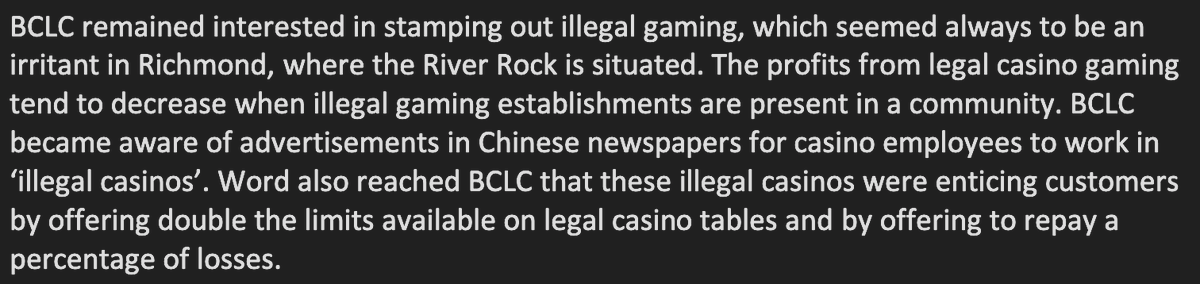 BCLC remained interested in stamping out illegal gaming, which seemed always to be an
irritant in Richmond, where the River Rock is situated. The profits from legal casino gaming
tend to decrease when illegal gaming establishments are present in a community. BCLC
became aware of advertisements in Chinese newspapers for casino employees to work in
‘illegal casinos’. Word also reached BCLC that these illegal casinos were enticing customers
by offering double the limits available on legal casino tables and by offering to repay a
percentage of losses.